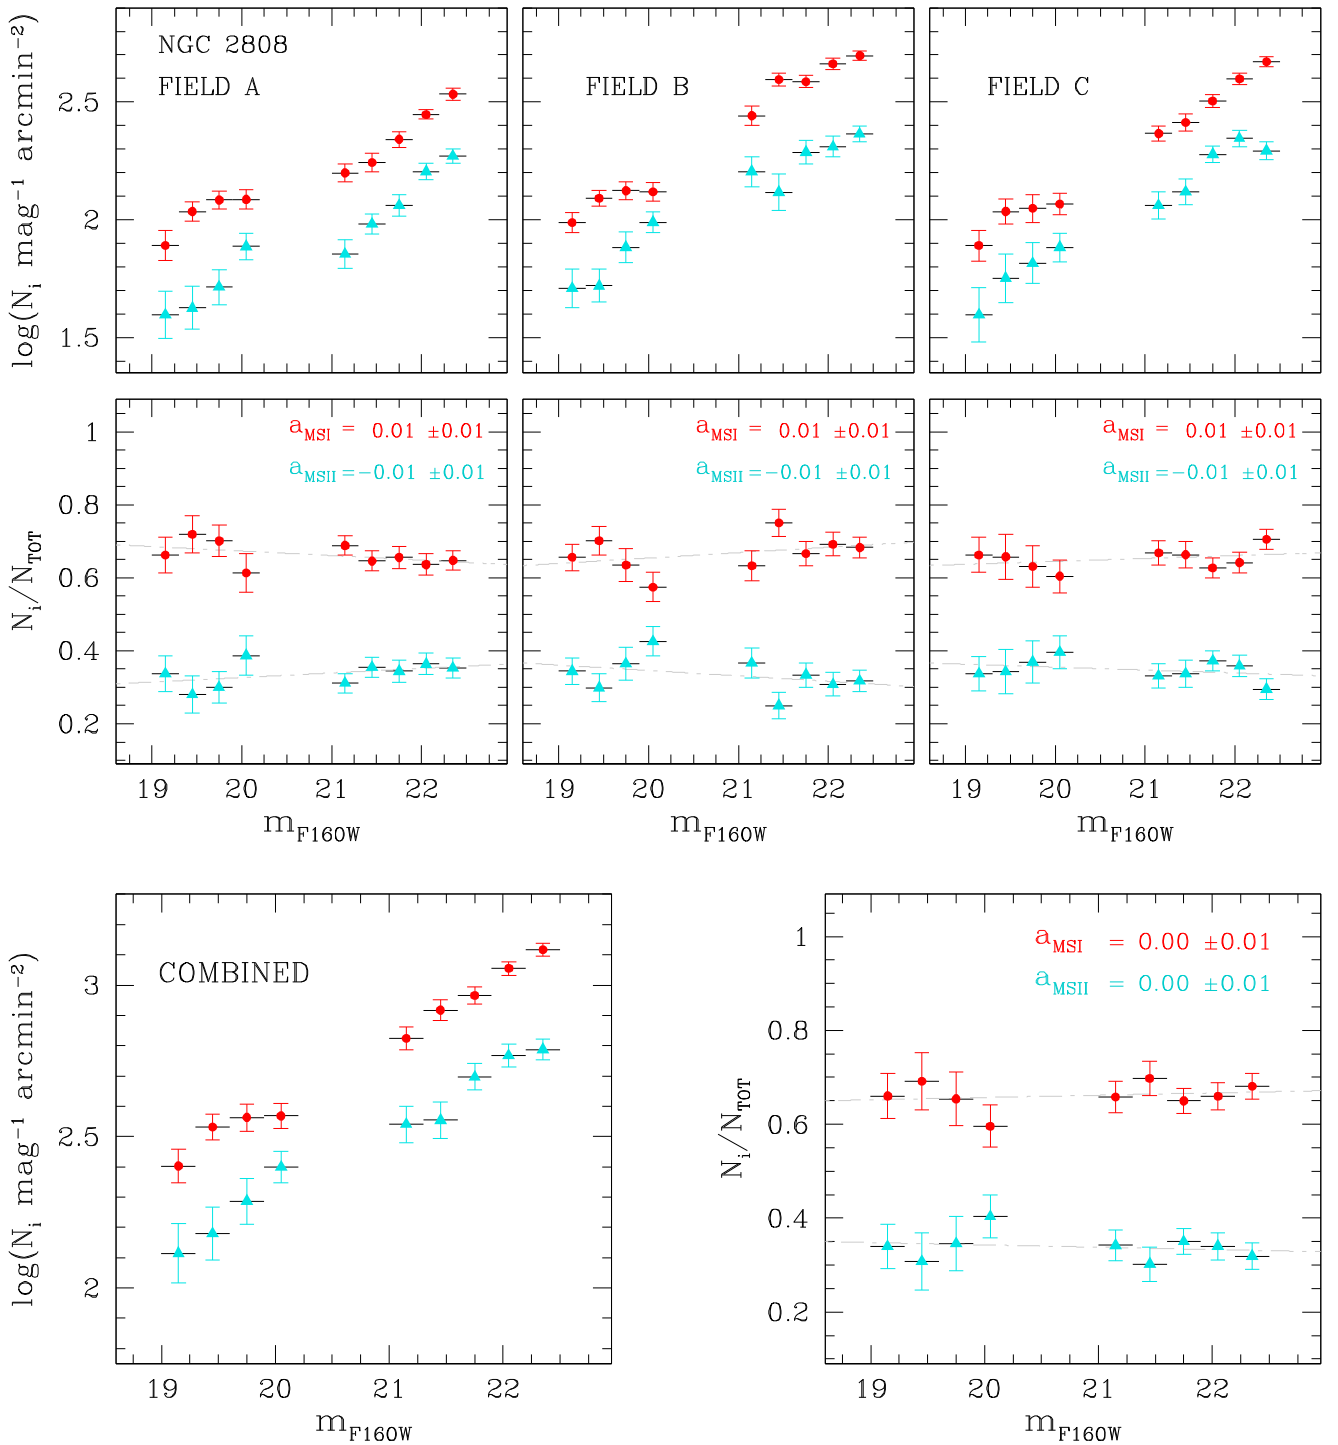 NGC 2808
FIELD A
FIELD B
FIELD C
log(N_i mag^−1 arcmin^−2)
2.5
2
1.5
a_MSI = 0.01 ±0.01
a_MSII =−0.01 ±0.01
a_MSI = 0.01 ±0.01
a_MSII =−0.01 ±0.01
a_MSI = 0.01 ±0.01
a_MSII =−0.01 ±0.01
N_i/N_TOT
1
0.8
0.6
0.4
0.2
19 20 21 22
19 20 21 22
19 20 21 22
m_F160W
m_F160W
m_F160W
COMBINED
log(N_i mag^−1 arcmin^−2)
3
2.5
2
19 20 21 22
m_F160W
a_MSI = 0.00 ±0.01
a_MSII = 0.00 ±0.01
N_i/N_TOT
1
0.8
0.6
0.4
0.2
19 20 21 22
m_F160W